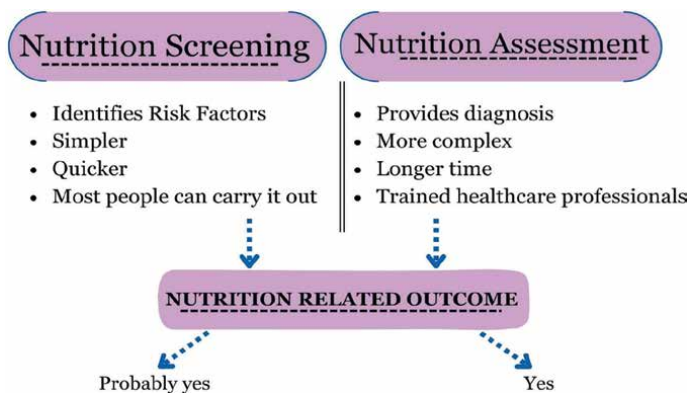 Nutrition Screening
• Identifies Risk Factors
• Simpler
• Quicker
• Most people can carry it out
Nutrition Assessment
• Provides diagnosis
• More complex
• Longer time
• Trained healthcare professionals
NUTRITION RELATED OUTCOME
Probably yes
Yes